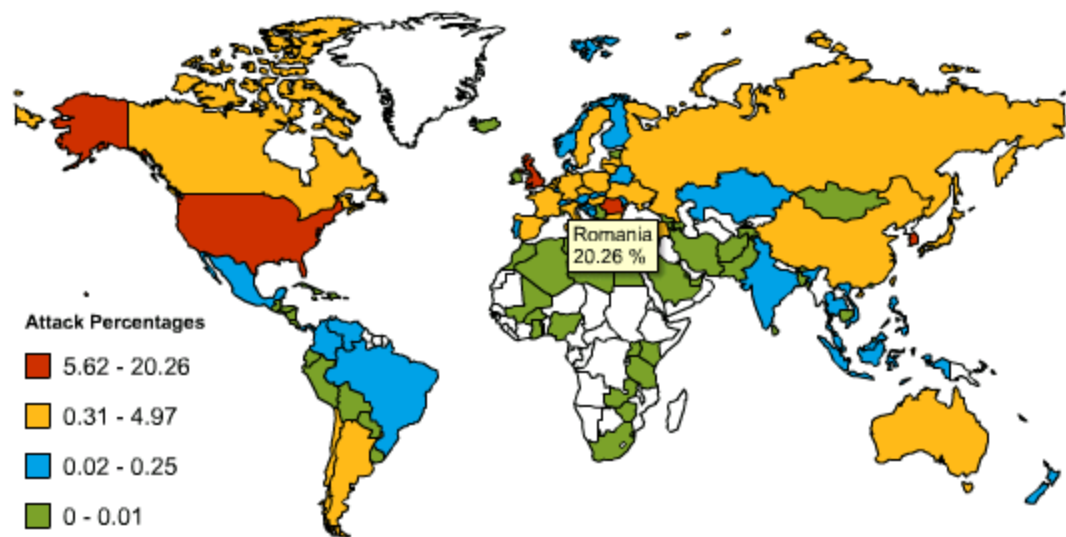 Romania
20.26 %
Attack Percentages
5.62 - 20.26
0.31 - 4.97
0.02 - 0.25
0 - 0.01